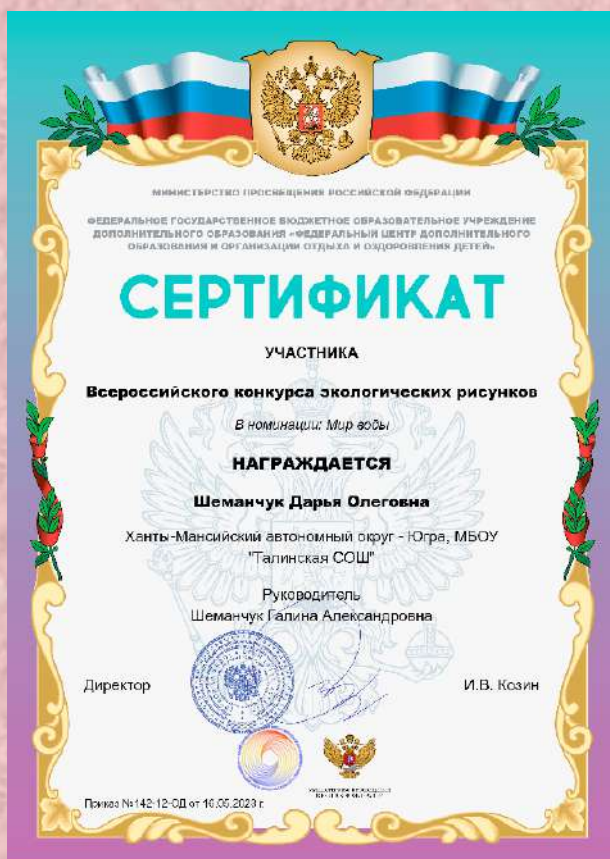 МИНИСТЕРСТВО ПРОСВЕЩЕНИЯ РОССИЙСКОЙ ФЕДЕРАЦИИ
ФЕДЕРАЛЬНОЕ ГОСУДАРСТВЕННОЕ БЮДЖЕТНОЕ ОБРАЗОВАТЕЛЬНОЕ УЧРЕЖДЕНИЕ
ДОПОЛНИТЕЛЬНОГО ОБРАЗОВАНИЯ «ФЕДЕРАЛЬНЫЙ ЦЕНТР ДОПОЛНИТЕЛЬНОГО
ОБРАЗОВАНИЯ И ОРГАНИЗАЦИИ ОТДЫХА И ОЗДОРОВЛЕНИЯ ДЕТЕЙ»
СЕРТИФИКАТ
УЧАСТНИКА
Всероссийского конкурса экологических рисунков
В номинации: Мир воды
НАГРАЖДАЕТСЯ
Шеманчук Дарья Олеговна
Ханты-Мансийский автономный округ - Югра, МБОУ
"Талинская СОШ"
Руководитель
Шеманчук Галина Александровна
Директор
И.В. Козин
Приказ №142-12-ОД от 16.05.2023 г.